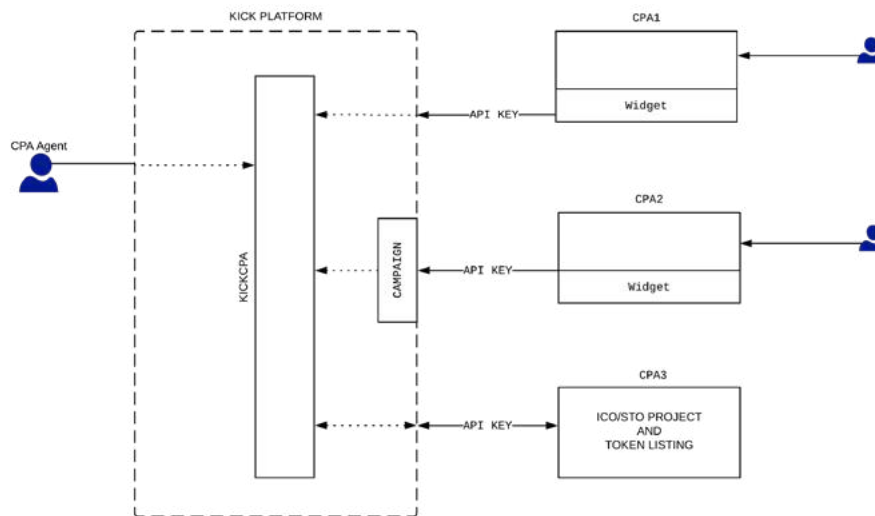 KICK PLATFORM
CPA1
Widget
API KEY
CPA Agent
CPA2
CAMPAIGN
KICKCPA
API KEY
Widget
CPA3
ICO/STO PROJECT
AND
TOKEN LISTING
API KEY